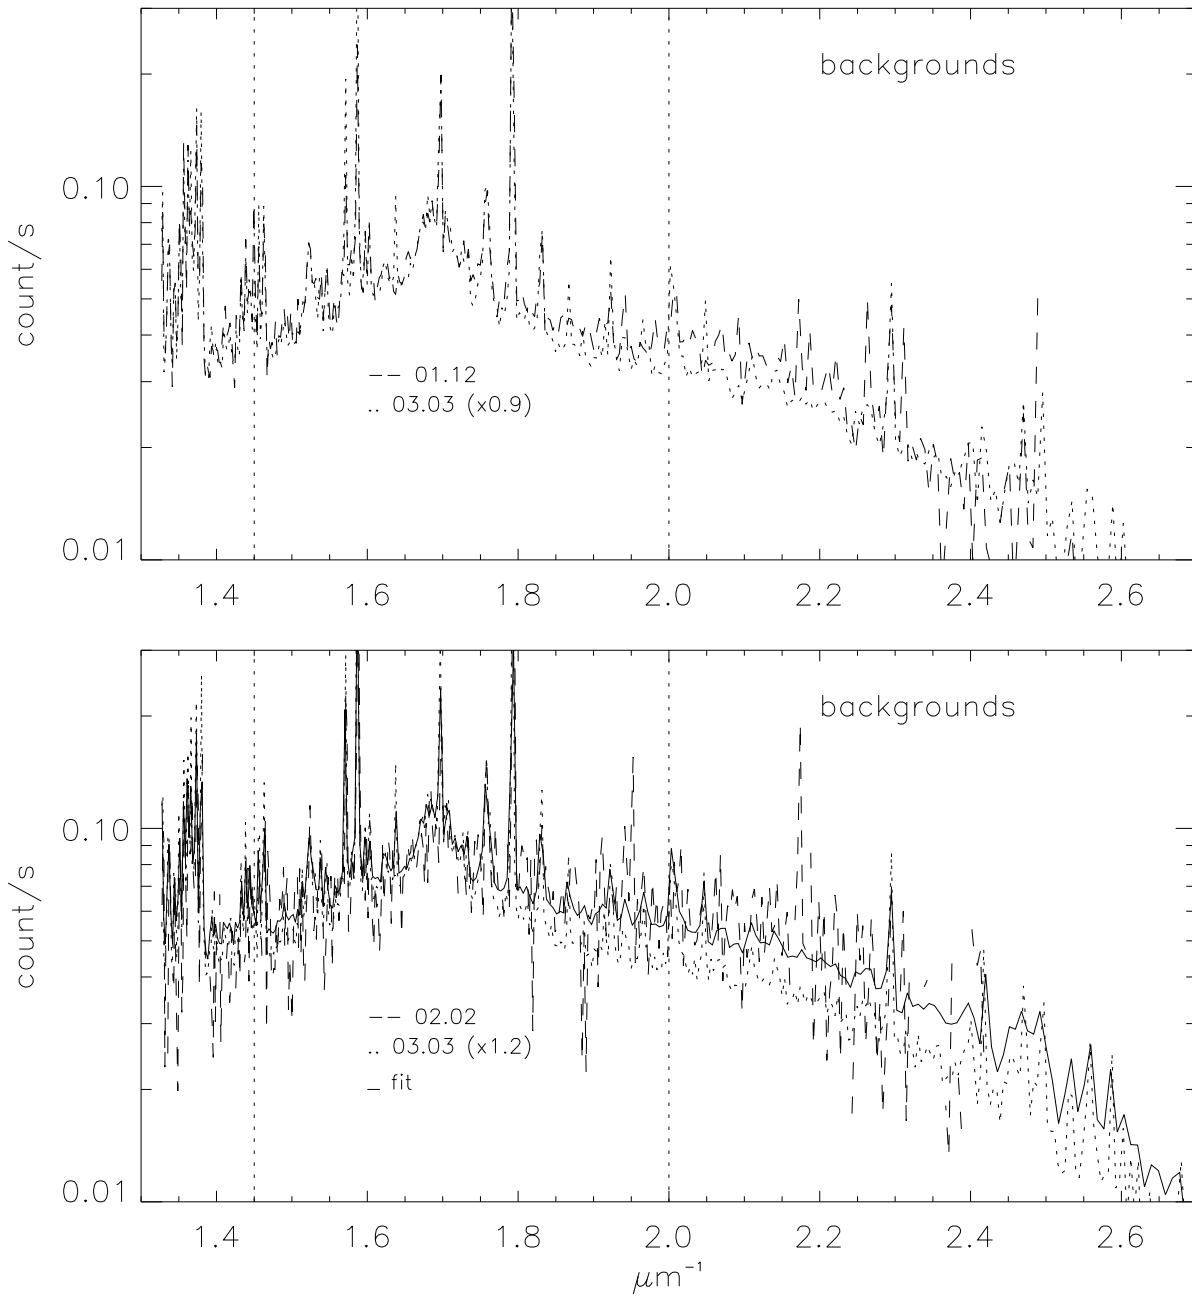 backgrounds
0.10
count/s
-- 01.12
.. 03.03 (x0.9)
0.01
1.4 1.6 1.8 2.0 2.2 2.4 2.6
backgrounds
0.10
count/s
-- 02.02
.. 03.03 (x1.2)
_ fit
0.01
1.4 1.6 1.8 2.0 2.2 2.4 2.6
μm⁻¹